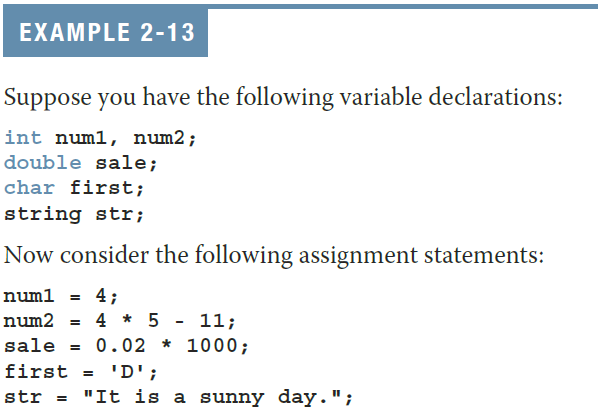 EXAMPLE 2-13
Suppose you have the following variable declarations:
int num1, num2;
double sale;
char first;
string str;
Now consider the following assignment statements:
num1 = 4;
num2 = 4 * 5 - 11;
sale = 0.02 * 1000;
first = 'D';
str = "It is a sunny day.";